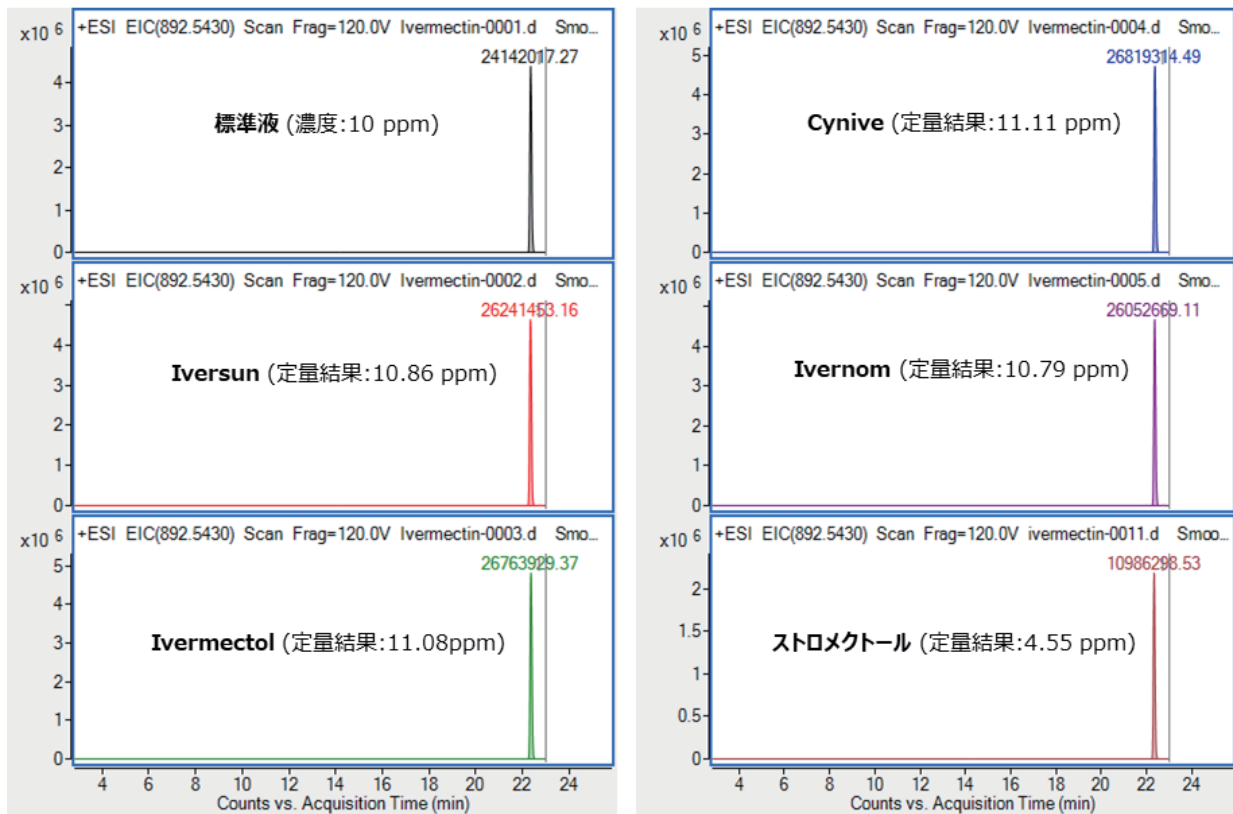 +ESI EIC(892.5430) Scan Frag=120.0V Ivermectin-0001.d Smo...
x10 6
24142017.27
標準液 (濃度:10 ppm)
4
3
2
1
0
+ESI EIC(892.5430) Scan Frag=120.0V Ivermectin-0002.d Smo...
x10 6
26241453.16
Iversun (定量結果:10.86 ppm)
4
3
2
1
0
+ESI EIC(892.5430) Scan Frag=120.0V Ivermectin-0003.d Smo...
x10 6
26763929.37
Ivermectol (定量結果:11.08ppm)
5
4
3
2
1
0
4 6 8 10 12 14 16 18 20 22 24
Counts vs. Acquisition Time (min)
+ESI EIC(892.5430) Scan Frag=120.0V Ivermectin-0004.d Smo...
x10 6
26819314.49
Cynive (定量結果:11.11 ppm)
5
4
3
2
1
0
+ESI EIC(892.5430) Scan Frag=120.0V Ivermectin-0005.d Smo...
x10 6
26052669.11
Ivernom (定量結果:10.79 ppm)
4
3
2
1
0
+ESI EIC(892.5430) Scan Frag=120.0V ivermectin-0011.d Smoo...
x10 6
10986298.53
ストロメクトール (定量結果:4.55 ppm)
2
1.5
1
0.5
0
4 6 8 10 12 14 16 18 20 22 24
Counts vs. Acquisition Time (min)